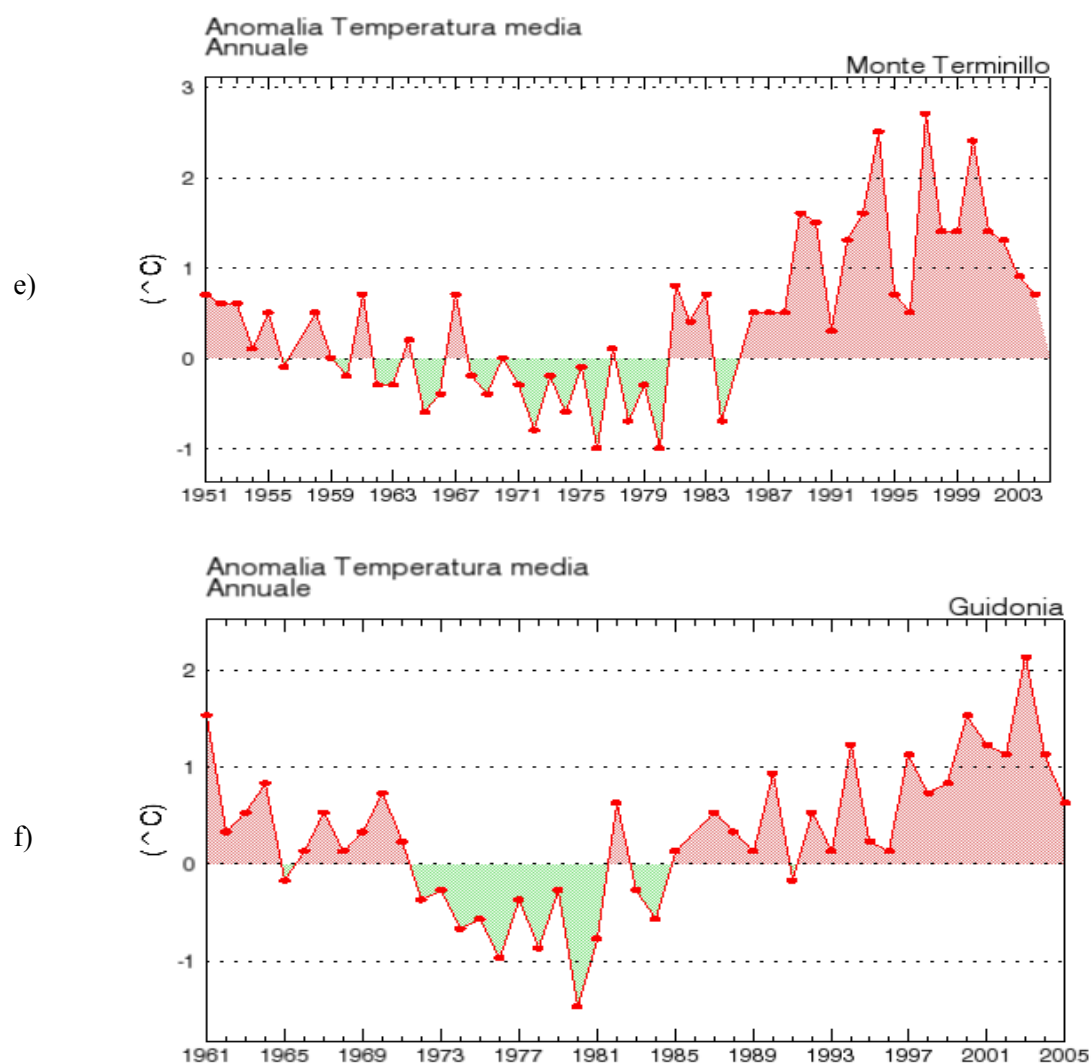 Anomalia Temperatura media
Annuale
Monte Terminillo
e)
(^C)
3
2
1
0
-1
1951 1955 1959 1963 1967 1971 1975 1979 1983 1987 1991 1995 1999 2003
Anomalia Temperatura media
Annuale
Guidonia
f)
(^C)
2
1
0
-1
1961 1965 1969 1973 1977 1981 1985 1989 1993 1997 2001 2005